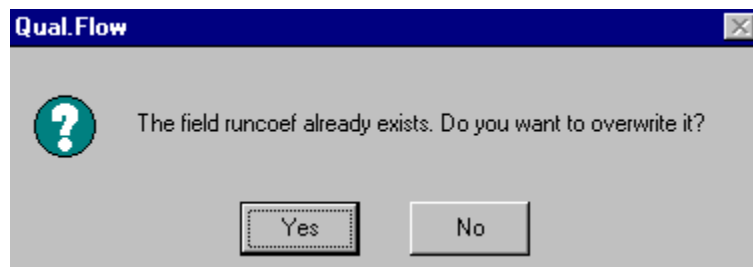 Qual.Flow
The field runcoef already exists. Do you want to overwrite it?
Yes
No